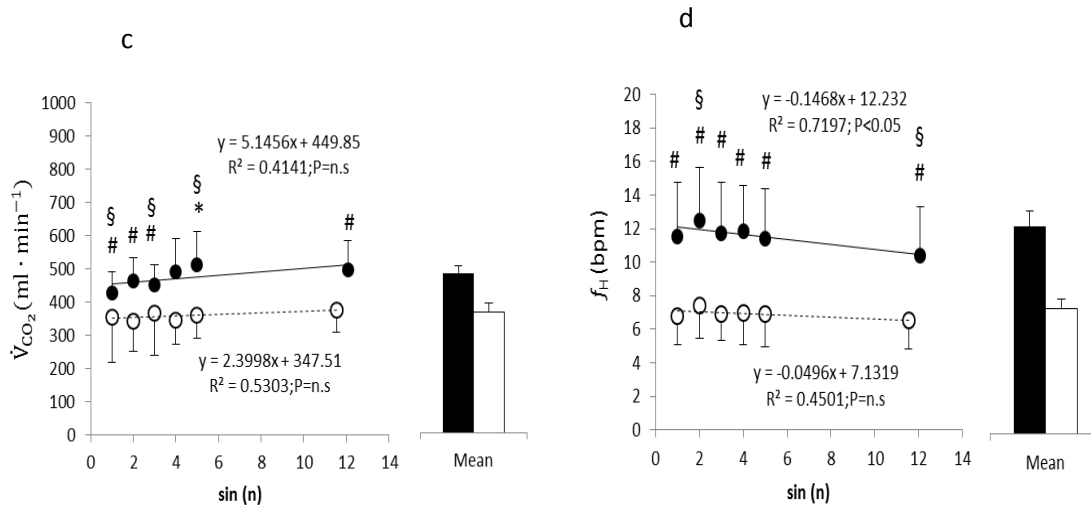 c
1000
900
800
700
600
500
400
300
200
100
0
V̇CO₂ (ml · min⁻¹)
y = 5.1456x + 449.85
R² = 0.4141;P=n.s
§ § §
# # # * #
y = 2.3998x + 347.51
R² = 0.5303;P=n.s
0 2 4 6 8 10 12 14
sin (n)
Mean
d
20
18
16
14
12
10
8
6
4
2
0
fH (bpm)
y = -0.1468x + 12.232
R² = 0.7197; P<0.05
§ §
# # # # # #
y = -0.0496x + 7.1319
R² = 0.4501;P=n.s
0 2 4 6 8 10 12 14
sin (n)
Mean